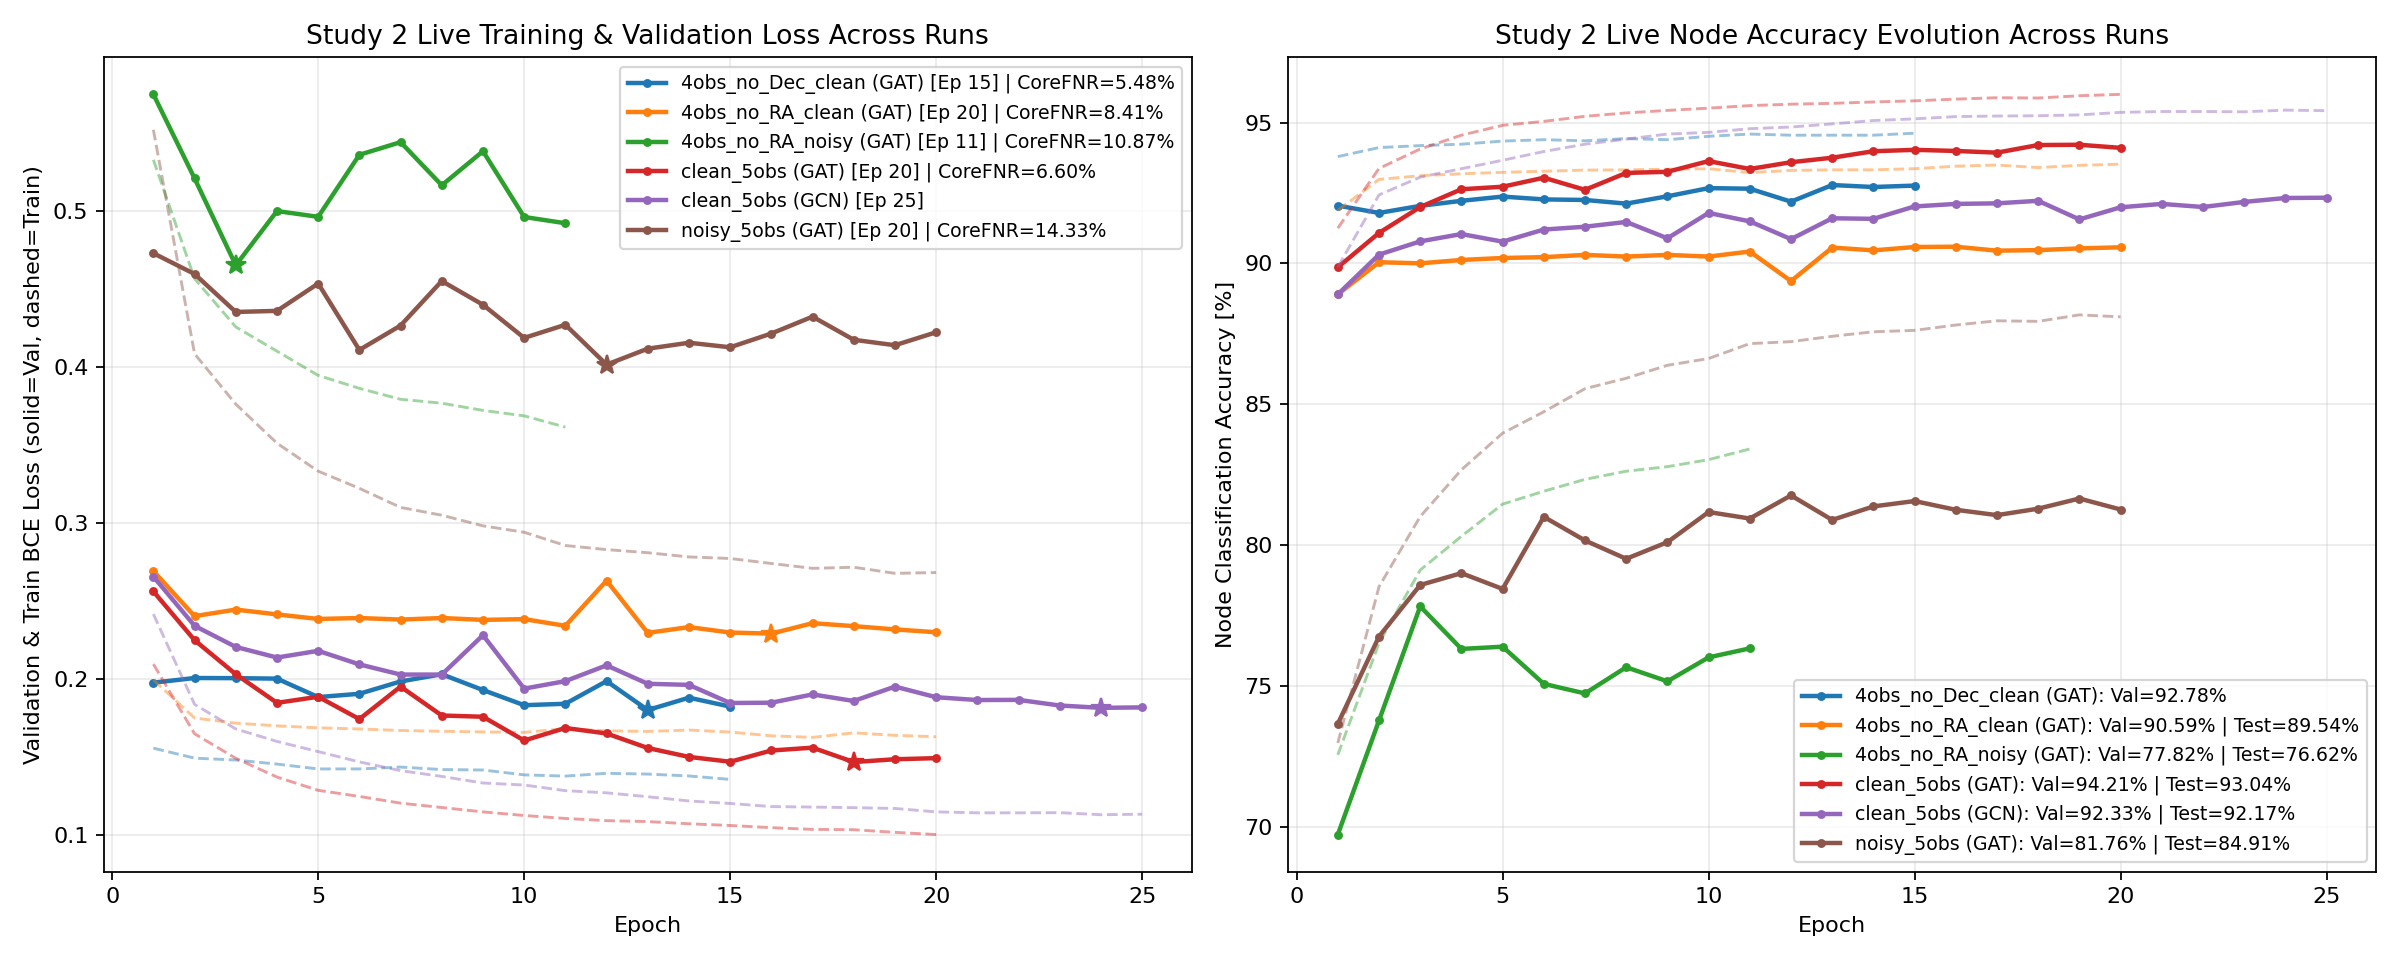 Study 2 Live Training & Validation Loss Across Runs
Validation & Train BCE Loss (solid=Val, dashed=Train)
0.5
0.4
0.3
0.2
0.1
4obs_no_Dec_clean (GAT) [Ep 15] | CoreFNR=5.48%
4obs_no_RA_clean (GAT) [Ep 20] | CoreFNR=8.41%
4obs_no_RA_noisy (GAT) [Ep 11] | CoreFNR=10.87%
clean_5obs (GAT) [Ep 20] | CoreFNR=6.60%
clean_5obs (GCN) [Ep 25]
noisy_5obs (GAT) [Ep 20] | CoreFNR=14.33%
0 5 10 15 20 25
Epoch
Study 2 Live Node Accuracy Evolution Across Runs
Node Classification Accuracy [%]
95
90
85
80
75
70
4obs_no_Dec_clean (GAT): Val=92.78%
4obs_no_RA_clean (GAT): Val=90.59% | Test=89.54%
4obs_no_RA_noisy (GAT): Val=77.82% | Test=76.62%
clean_5obs (GAT): Val=94.21% | Test=93.04%
clean_5obs (GCN): Val=92.33% | Test=92.17%
noisy_5obs (GAT): Val=81.76% | Test=84.91%
0 5 10 15 20 25
Epoch